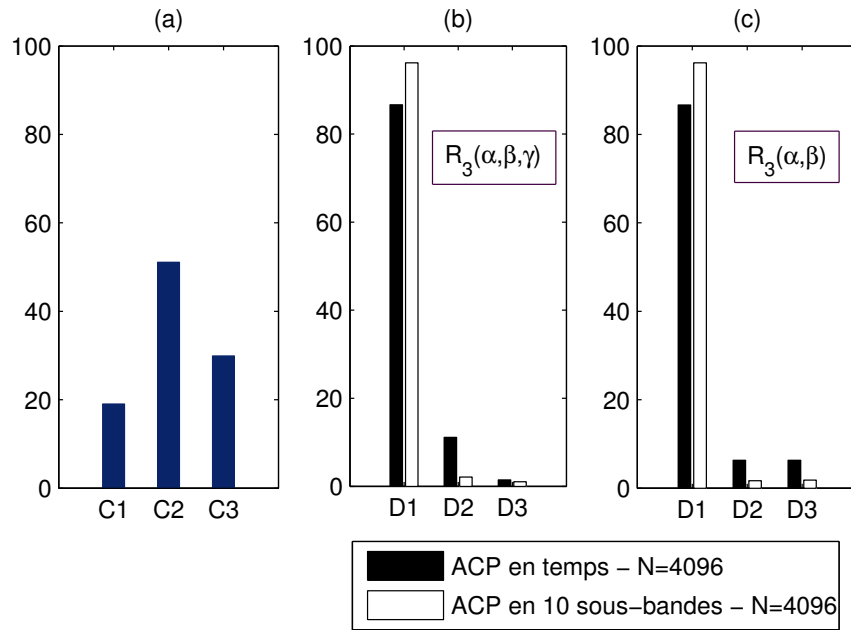 (a)
100
80
60
40
20
0
C1 C2 C3
(b)
100
80
60
40
20
0
R3(α,β,γ)
D1 D2 D3
(c)
100
80
60
40
20
0
R3(α,β)
D1 D2 D3
ACP en temps − N=4096
ACP en 10 sous−bandes − N=4096